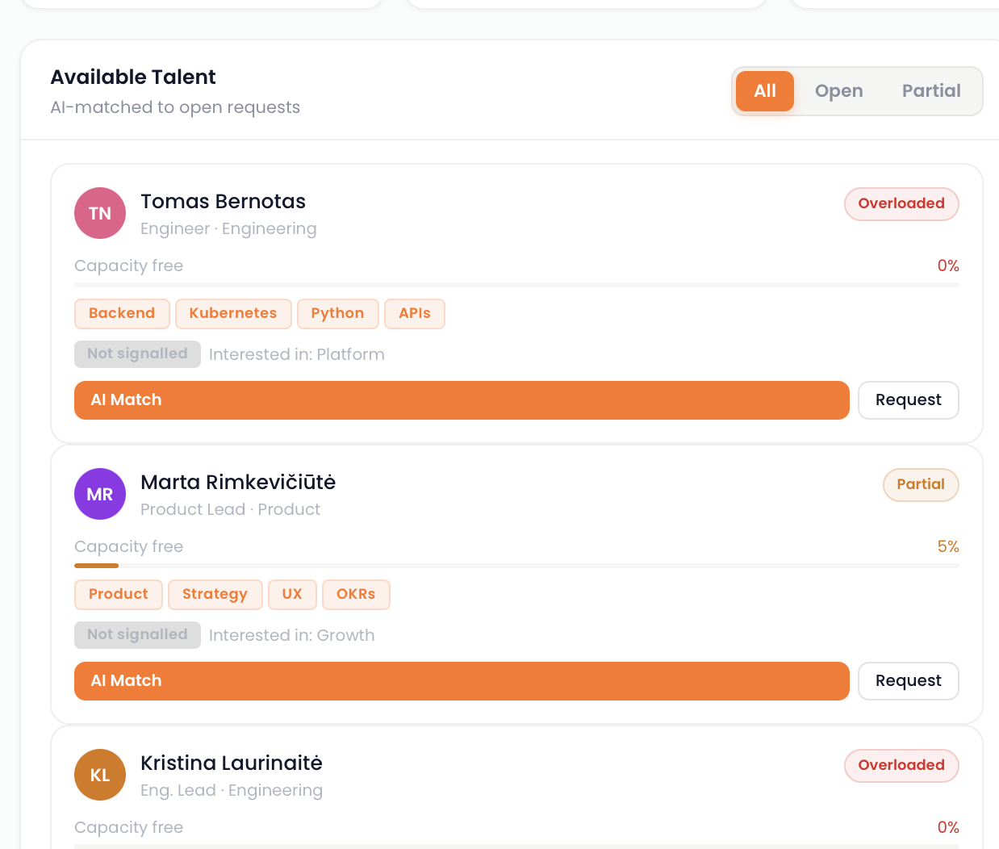 Available Talent
AI-matched to open requests
All Open Partial
TN
Tomas Bernotas
Overloaded
Engineer · Engineering
Capacity free 0%
Backend Kubernetes Python APIs
Not signalled Interested in: Platform
AI Match Request
MR
Marta Rimkevičiūtė
Partial
Product Lead · Product
Capacity free 5%
Product Strategy UX OKRs
Not signalled Interested in: Growth
AI Match Request
KL
Kristina Laurinaitė
Overloaded
Eng. Lead · Engineering
Capacity free 0%